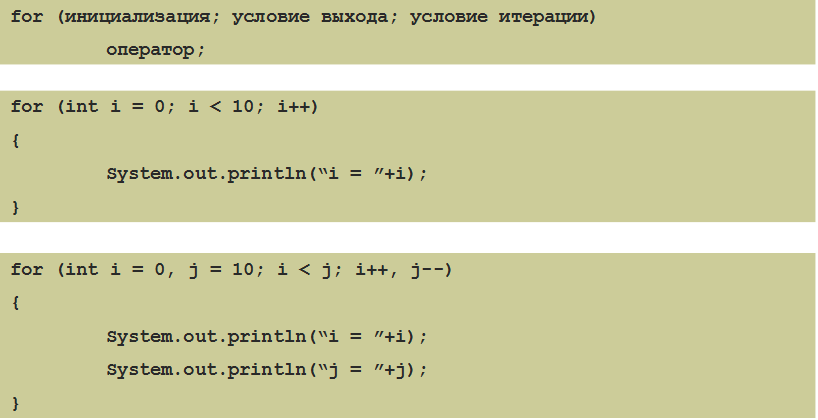 for (инициализация; условие выхода; условие итерации)
оператор;
for (int i = 0; i < 10; i++)
{
System.out.println(“i = ”+i);
}
for (int i = 0, j = 10; i < j; i++, j--)
{
System.out.println(“i = ”+i);
System.out.println(“j = ”+j);
}